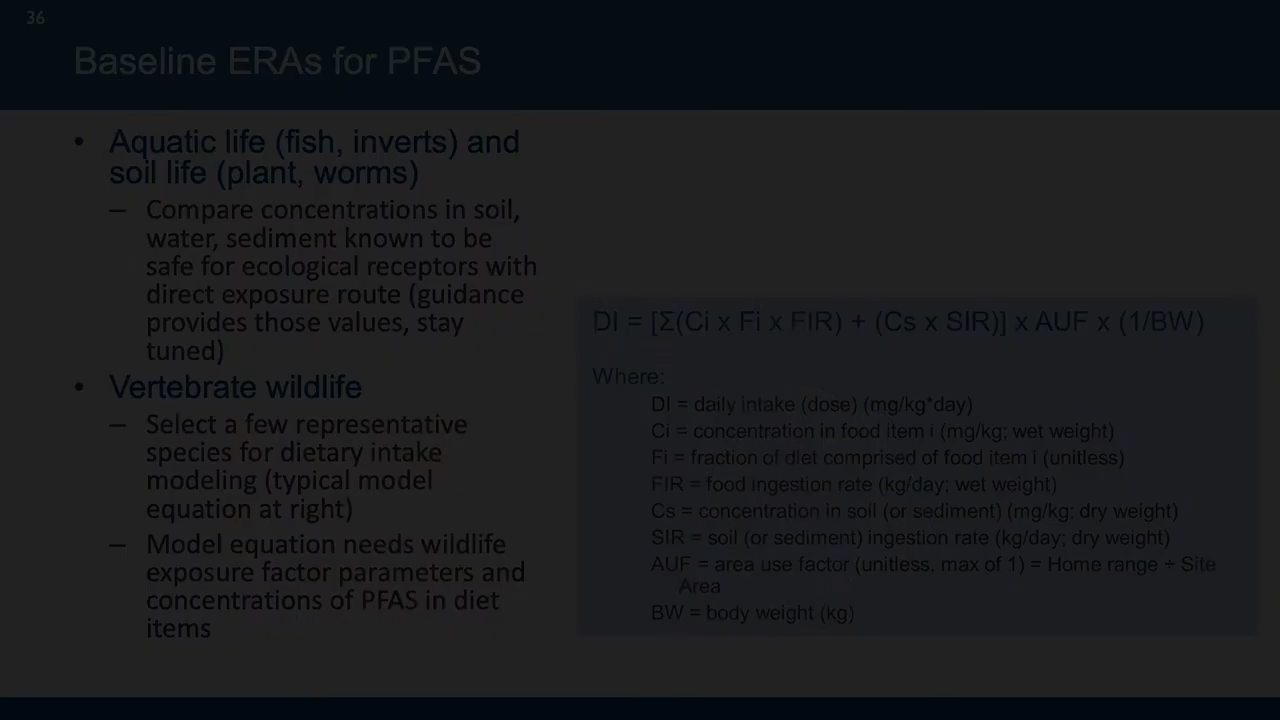 36
Baseline ERAs for PFAS
• Aquatic life (fish, inverts) and
soil life (plant, worms)
– Compare concentrations in soil,
water, sediment known to be
safe for ecological receptors with
direct exposure route (guidance
provides those values, stay
tuned)
• Vertebrate wildlife
– Select a few representative
species for dietary intake
modeling (typical model
equation at right)
– Model equation needs wildlife
exposure factor parameters and
concentrations of PFAS in diet
items
DI = [Σ(Ci x Fi x FIR) + (Cs x SIR)] x AUF x (1/BW)
Where:
DI = daily intake (dose) (mg/kg*day)
Ci = concentration in food item i (mg/kg; wet weight)
Fi = fraction of diet comprised of food item i (unitless)
FIR = food ingestion rate (kg/day; wet weight)
Cs = concentration in soil (or sediment) (mg/kg; dry weight)
SIR = soil (or sediment) ingestion rate (kg/day; dry weight)
AUF = area use factor (unitless, max of 1) = Home range ÷ Site
Area
BW = body weight (kg)